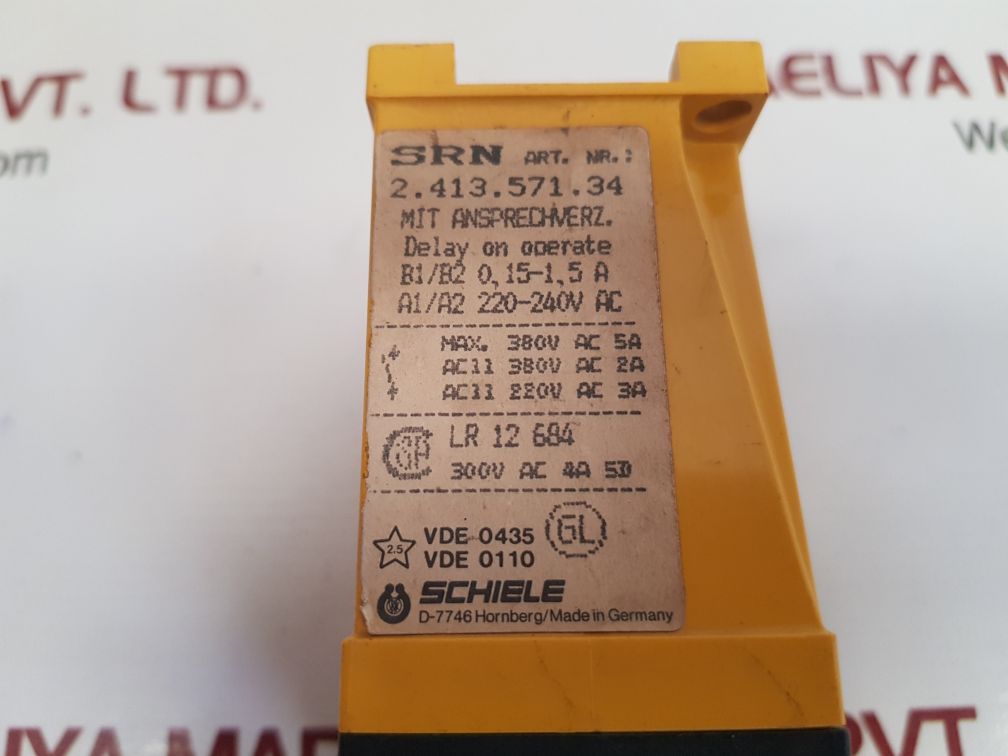 VT. LTD.
om
AELIYA M
We
SRN ART. NR.:
2.413.571.34
MIT ANSPRECHVERZ.
Delay on operate
B1/B2 0,15-1,5 A
A1/A2 220-240V AC
MAX. 380V AC 5A
AC11 380V AC 2A
AC11 220V AC 3A
LR 12 684
300V AC 4A
2.5 VDE 0435 GL
VDE 0110
SCHIELE
D-7746 Hornberg/Made in Germany